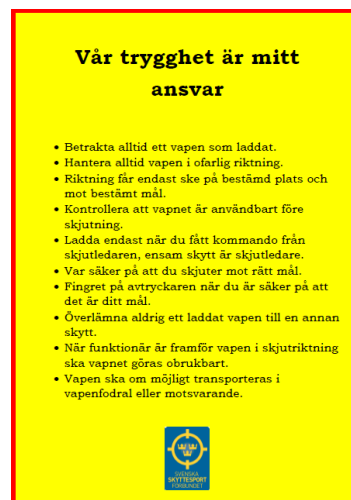 Vår trygghet är mitt
ansvar
• Betrakta alltid ett vapen som laddat.
• Hantera alltid vapen i ofarlig riktning.
• Riktning får endast ske på bestämd plats och
mot bestämt mål.
• Kontrollera att vapnet är användbart före
skjutning.
• Ladda endast när du fått kommando från
skjutledaren, ensam skytt är skjutledare.
• Var säker på att du skjuter mot rätt mål.
• Fingret på avtryckaren när du är säker på att
det är ditt mål.
• Överlämna aldrig ett laddat vapen till en annan
skytt.
• När funktionär är framför vapen i skjutriktning
ska vapnet göras obrukbart.
• Vapen ska om möjligt transporteras i
vapenfodral eller motsvarande.
SVENSKA
SKYTTESPORT
FÖRBUNDET